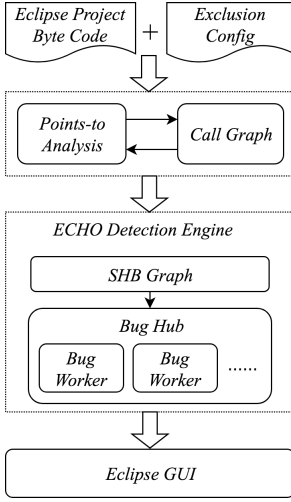 Eclipse Project
Byte Code
+
Exclusion
Config
Points-to
Analysis
Call Graph
ECHO Detection Engine
SHB Graph
Bug Hub
Bug
Worker
Bug
Worker
......
Eclipse GUI